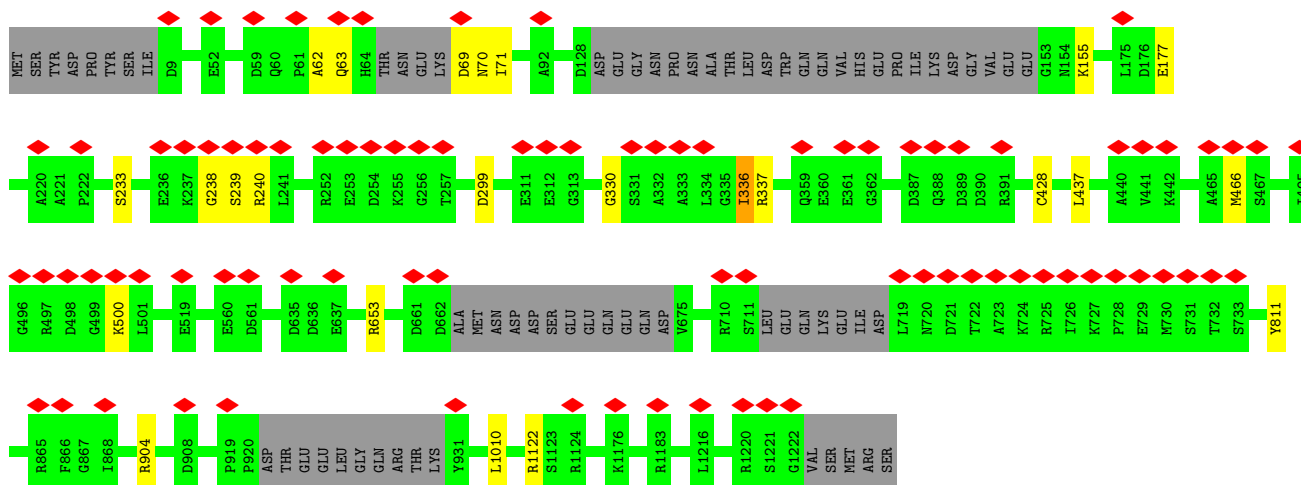 MET SER TYR ASP PRO TYR SER ILE D9 E52 D59 Q60 P61 A62 Q63 H64 THR ASN GLU LYS D69 N70 I71 A92 D128 ASP GLU GLY ASN PRO ASN ALA THR LEU ASP TRP GLY GLN GLN VAL HIS GLU PRO ILE LYS ASP GLY VAL GLU GLU G153 N154 K155 L175 D176 E177
A220 A221 P222 S233 E236 K237 G238 S239 R240 L241 R252 E253 D254 K255 G256 T257 D299 E311 E312 G313 G330 S331 A332 A333 L334 G335 I336 R337 Q359 E360 E361 G362 D387 Q388 D389 D390 R391 C428 L437 A440 V441 K442 A465 M466 S467
G496 R497 D498 G499 K500 L501 E519 E560 D561 D635 D636 E637 R653 D661 D662 ALA MET ASN ASP ASP SER GLU GLU GLN GLU GLN ASP V675 R710 S711 LEU GLU GLN LYS GLU ILE ASP L719 N720 D721 T722 A723 K724 R725 I726 K727 P728 E729 M730 S731 T732 S733 Y811
R865 F866 G867 I868 R904 D908 P919 P920 ASP THR GLU GLU LEU GLY GLN ARG THR LYS Y931 L1010 R1122 S1123 R1124 K1176 R1183 L1216 R1220 S1221 G1222 VAL SER MET ARG SER